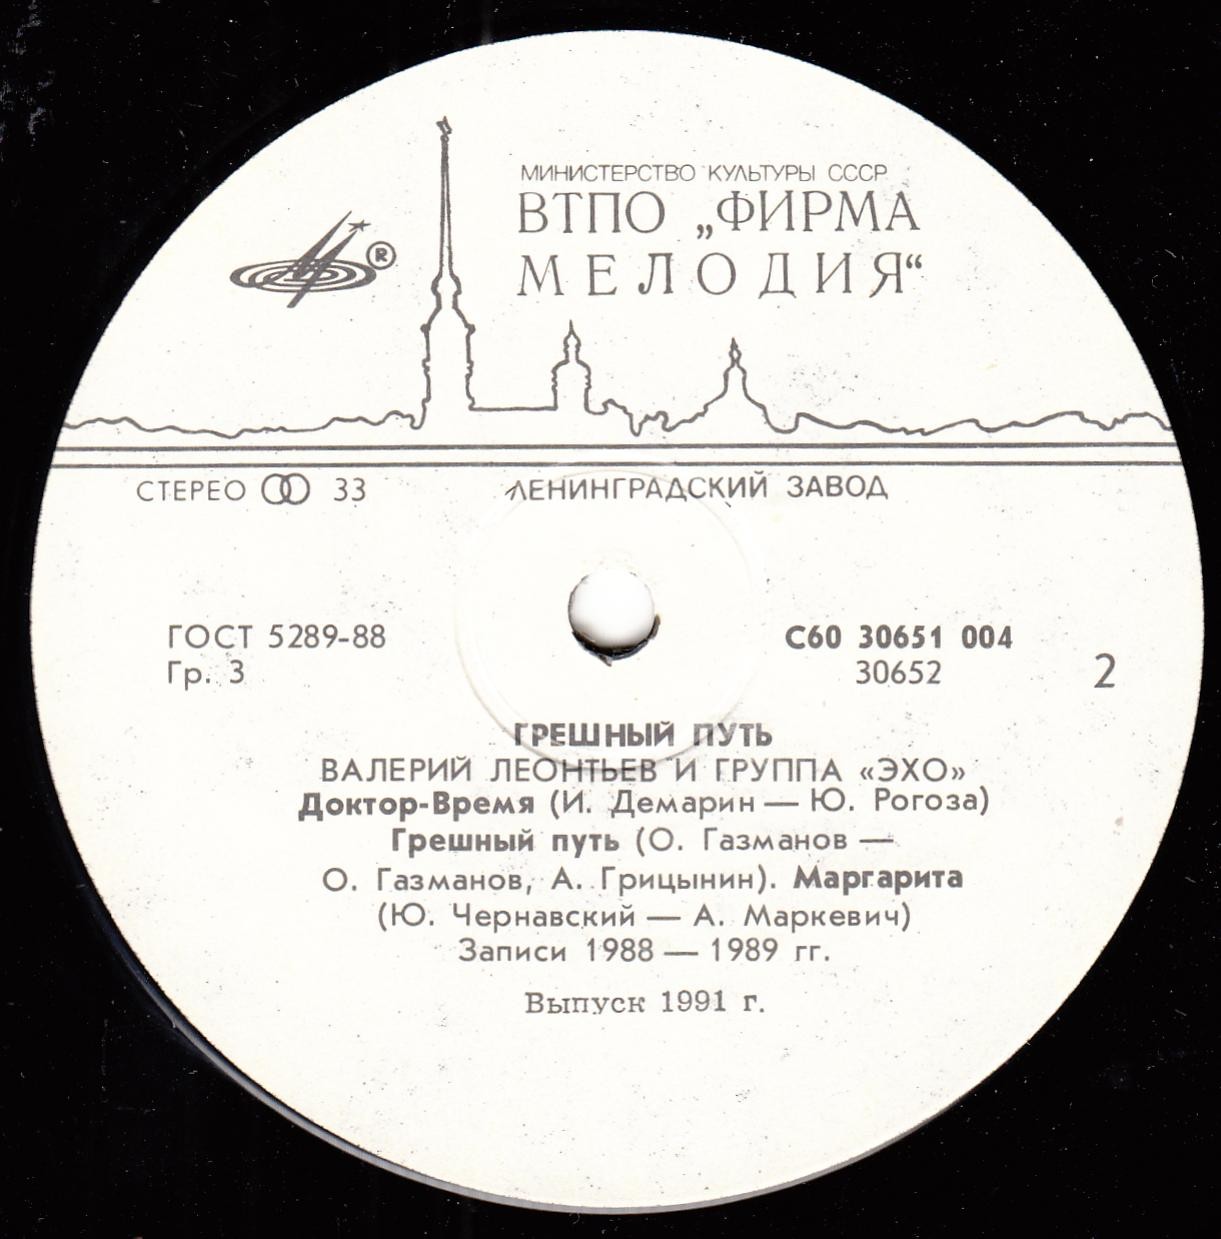 МИНИСТЕРСТВО КУЛЬТУРЫ СССР
ВТПО „ФИРМА
МЕЛОДИЯ“
®
СТЕРЕО 33
ЛЕНИНГРАДСКИЙ ЗАВОД
ГОСТ 5289-88
Гр. 3
С60 30651 004
30652
2
ГРЕШНЫЙ ПУТЬ
ВАЛЕРИЙ ЛЕОНТЬЕВ И ГРУППА «ЭХО»
Доктор-Время (И. Демарин — Ю. Рогоза)
Грешный путь (О. Газманов —
О. Газманов, А. Грицынин). Маргарита
(Ю. Чернавский — А. Маркевич)
Записи 1988 — 1989 гг.
Выпуск 1991 г.